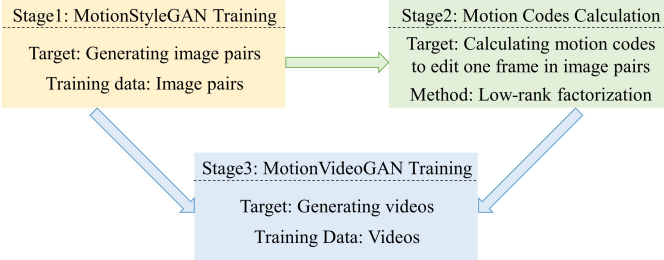 Stage1: MotionStyleGAN Training
Target: Generating image pairs
Training data: Image pairs
Stage2: Motion Codes Calculation
Target: Calculating motion codes
to edit one frame in image pairs
Method: Low-rank factorization
Stage3: MotionVideoGAN Training
Target: Generating videos
Training Data: Videos